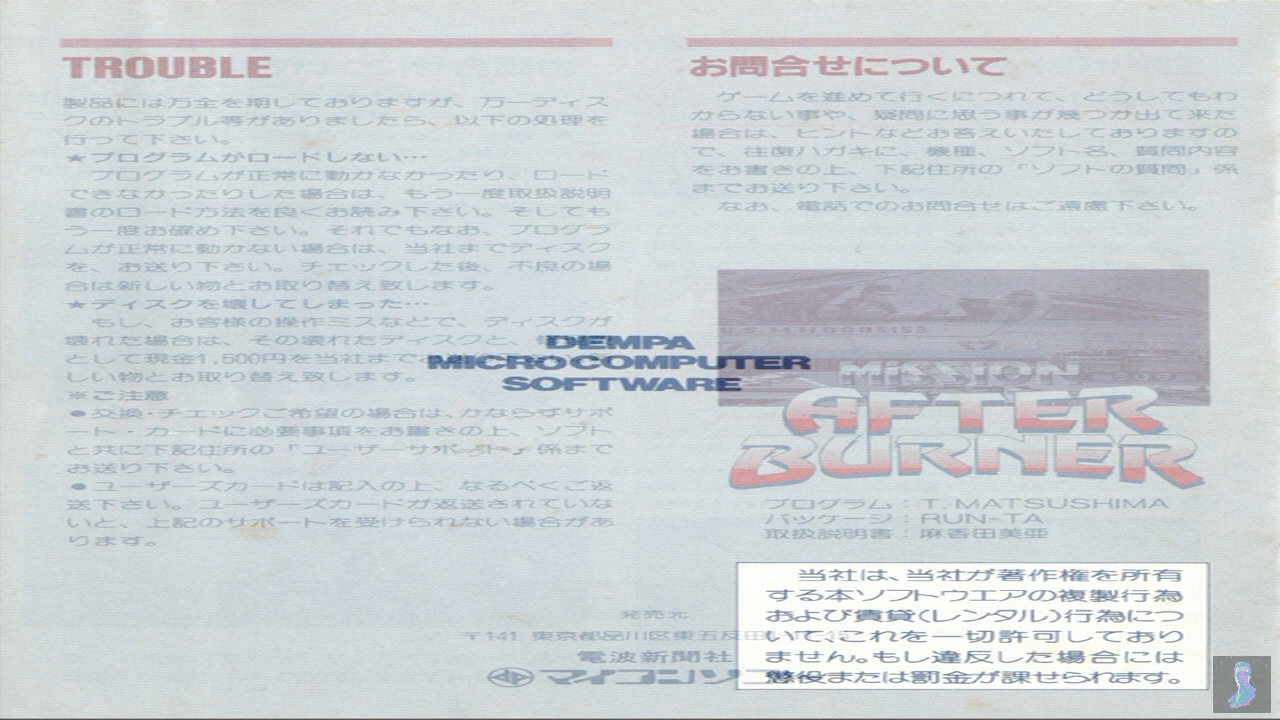 TROUBLE
製品には万全を期しておりますが、万一ディス
クのトラブル等がありましたら、以下の処理を
行って下さい。
★プログラムがロードしない…
プログラムが正常に動かなかったり、ロード
できなかったりした場合は、もう一度取扱説明
書のロード方法を良くお読み下さい。そしても
う一度お確め下さい。それでもなお、プログラ
ムが正常に動かない場合は、当社までディスク
を、お送り下さい。チェックした後、不良の場
合は新しい物とお取り替え致します。
★ディスクを壊してしまった…
もし、お客様の操作ミスなどで、ディスクが
壊れた場合は、その壊れたディスクと、
として現金1,500円を当社まで
しい物とお取り替え致します。
※ご注意
●交換・チェックご希望の場合は、かならずサポ
ート・カードに必要事項をお書きの上、ソフト
と共に下記住所の「ユーザーサポート」係まで
お送り下さい。
●ユーザーズカードは記入の上、なるべくご返
送下さい。ユーザーズカードが返送されていな
いと、上記のサポートを受けられない場合があ
ります。
お問合せについて
ゲームを進めて行くにつれて、どうしてもわ
からない事や、疑問に思う事が幾つか出て来た
場合は、ヒントなどお答えいたしておりますの
で、往復ハガキに、機種、ソフト名、質問内容
をお書きの上、下記住所の「ソフトの質問」係
までお送り下さい。
なお、電話でのお問合せはご遠慮下さい。
U.S.M.H.0005153
DEMPA
MICRO COMPUTER
SOFTWARE
MISSION
AFTER
BURNER
プログラム：T. MATSUSHIMA
パッケージ：RUN-TA
取扱説明書：麻香田美亜
発売元
〒141 東京都品川区東五反田
電波新聞社
マイコンソフ
当社は、当社が著作権を所有
する本ソフトウエアの複製行為
および賃貸(レンタル)行為につ
いて、これを一切許可しており
ません。もし違反した場合には
懲役または罰金が課せられます。